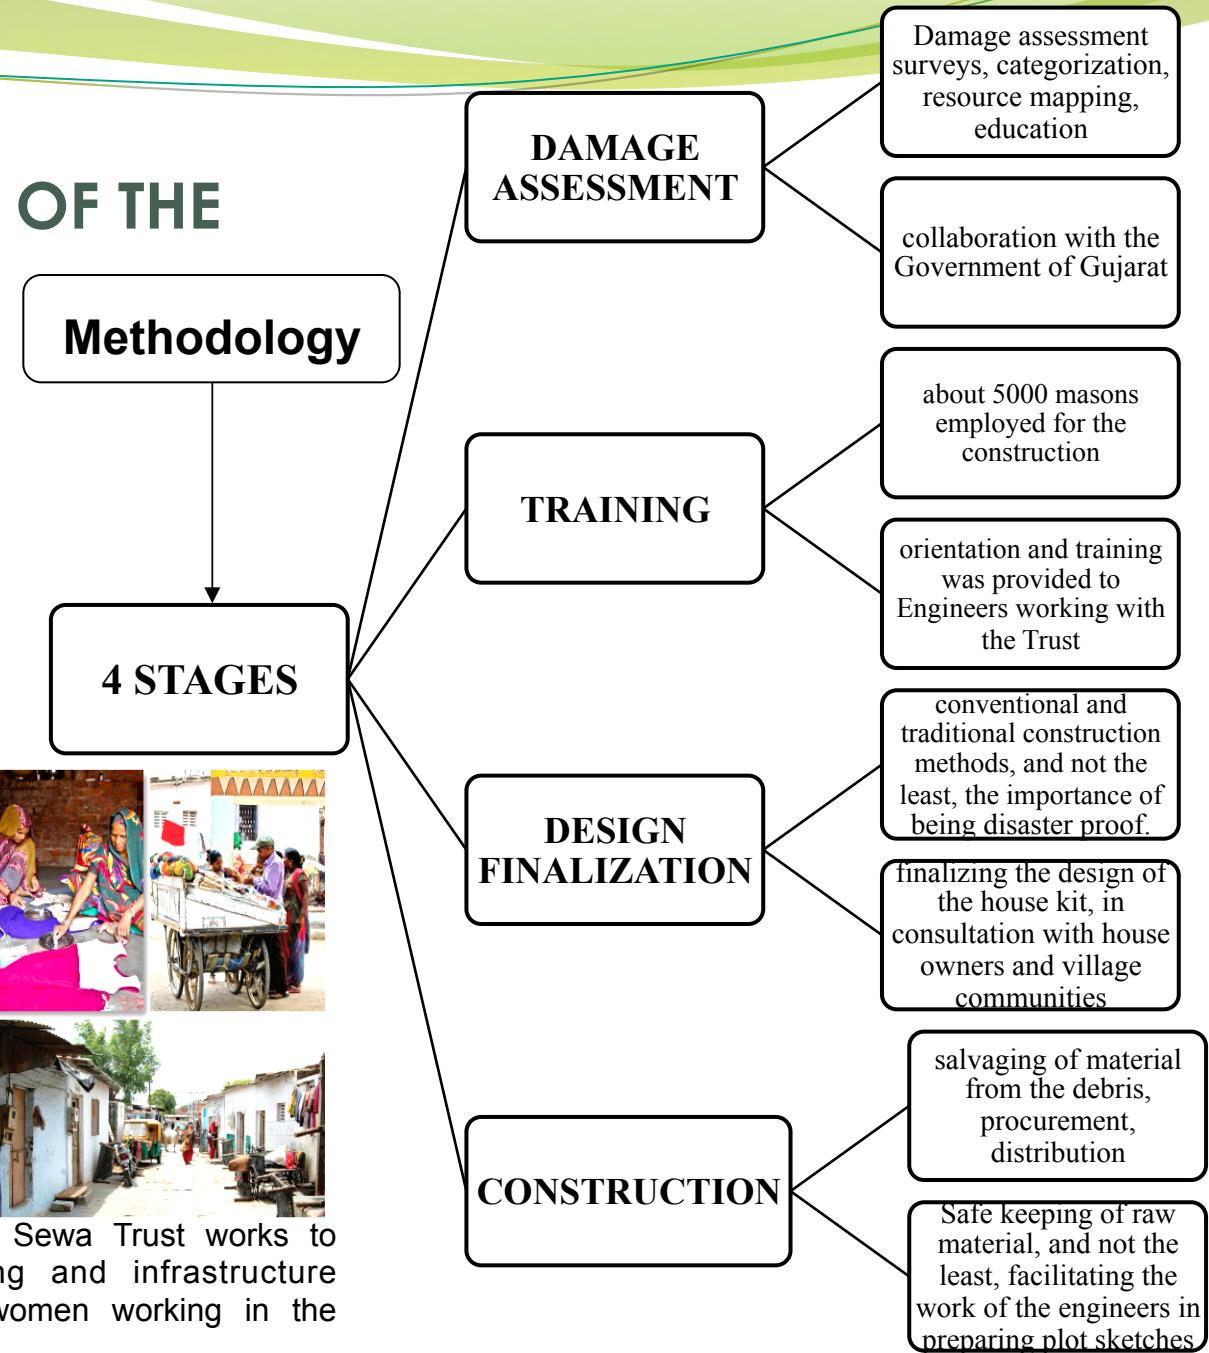 OF THE
Methodology
4 STAGES
DAMAGE
ASSESSMENT
Damage assessment
surveys, categorization,
resource mapping,
education
collaboration with the
Government of Gujarat
TRAINING
about 5000 masons
employed for the
construction
orientation and training
was provided to
Engineers working with
the Trust
DESIGN
FINALIZATION
conventional and
traditional construction
methods, and not the
least, the importance of
being disaster proof.
finalizing the design of
the house kit, in
consultation with house
owners and village
communities
CONSTRUCTION
salvaging of material
from the debris,
procurement,
distribution
Safe keeping of raw
material, and not the
least, facilitating the
work of the engineers in
preparing plot sketches
Sewa Trust works to
and infrastructure
women working in the